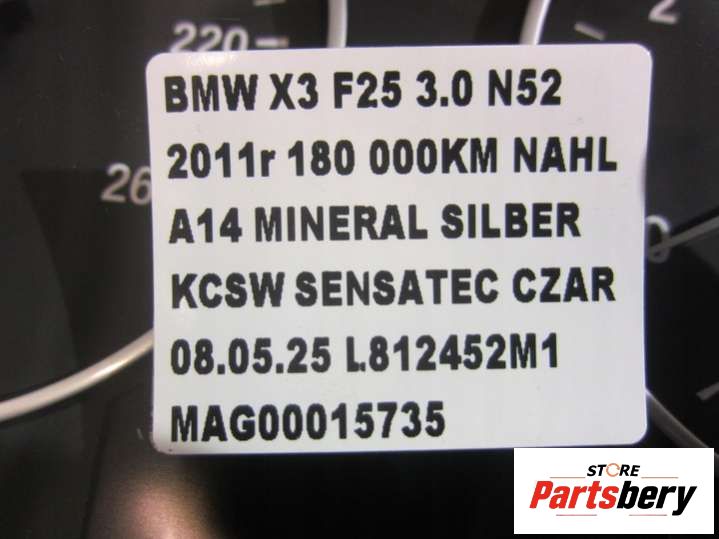 220
2
26
BMW X3 F25 3.0 N52
2011r 180 000KM NAHL
A14 MINERAL SILBER
KCSW SENSATEC CZAR
08.05.25 L812452M1
MAG00015735
STORE
Partsbery